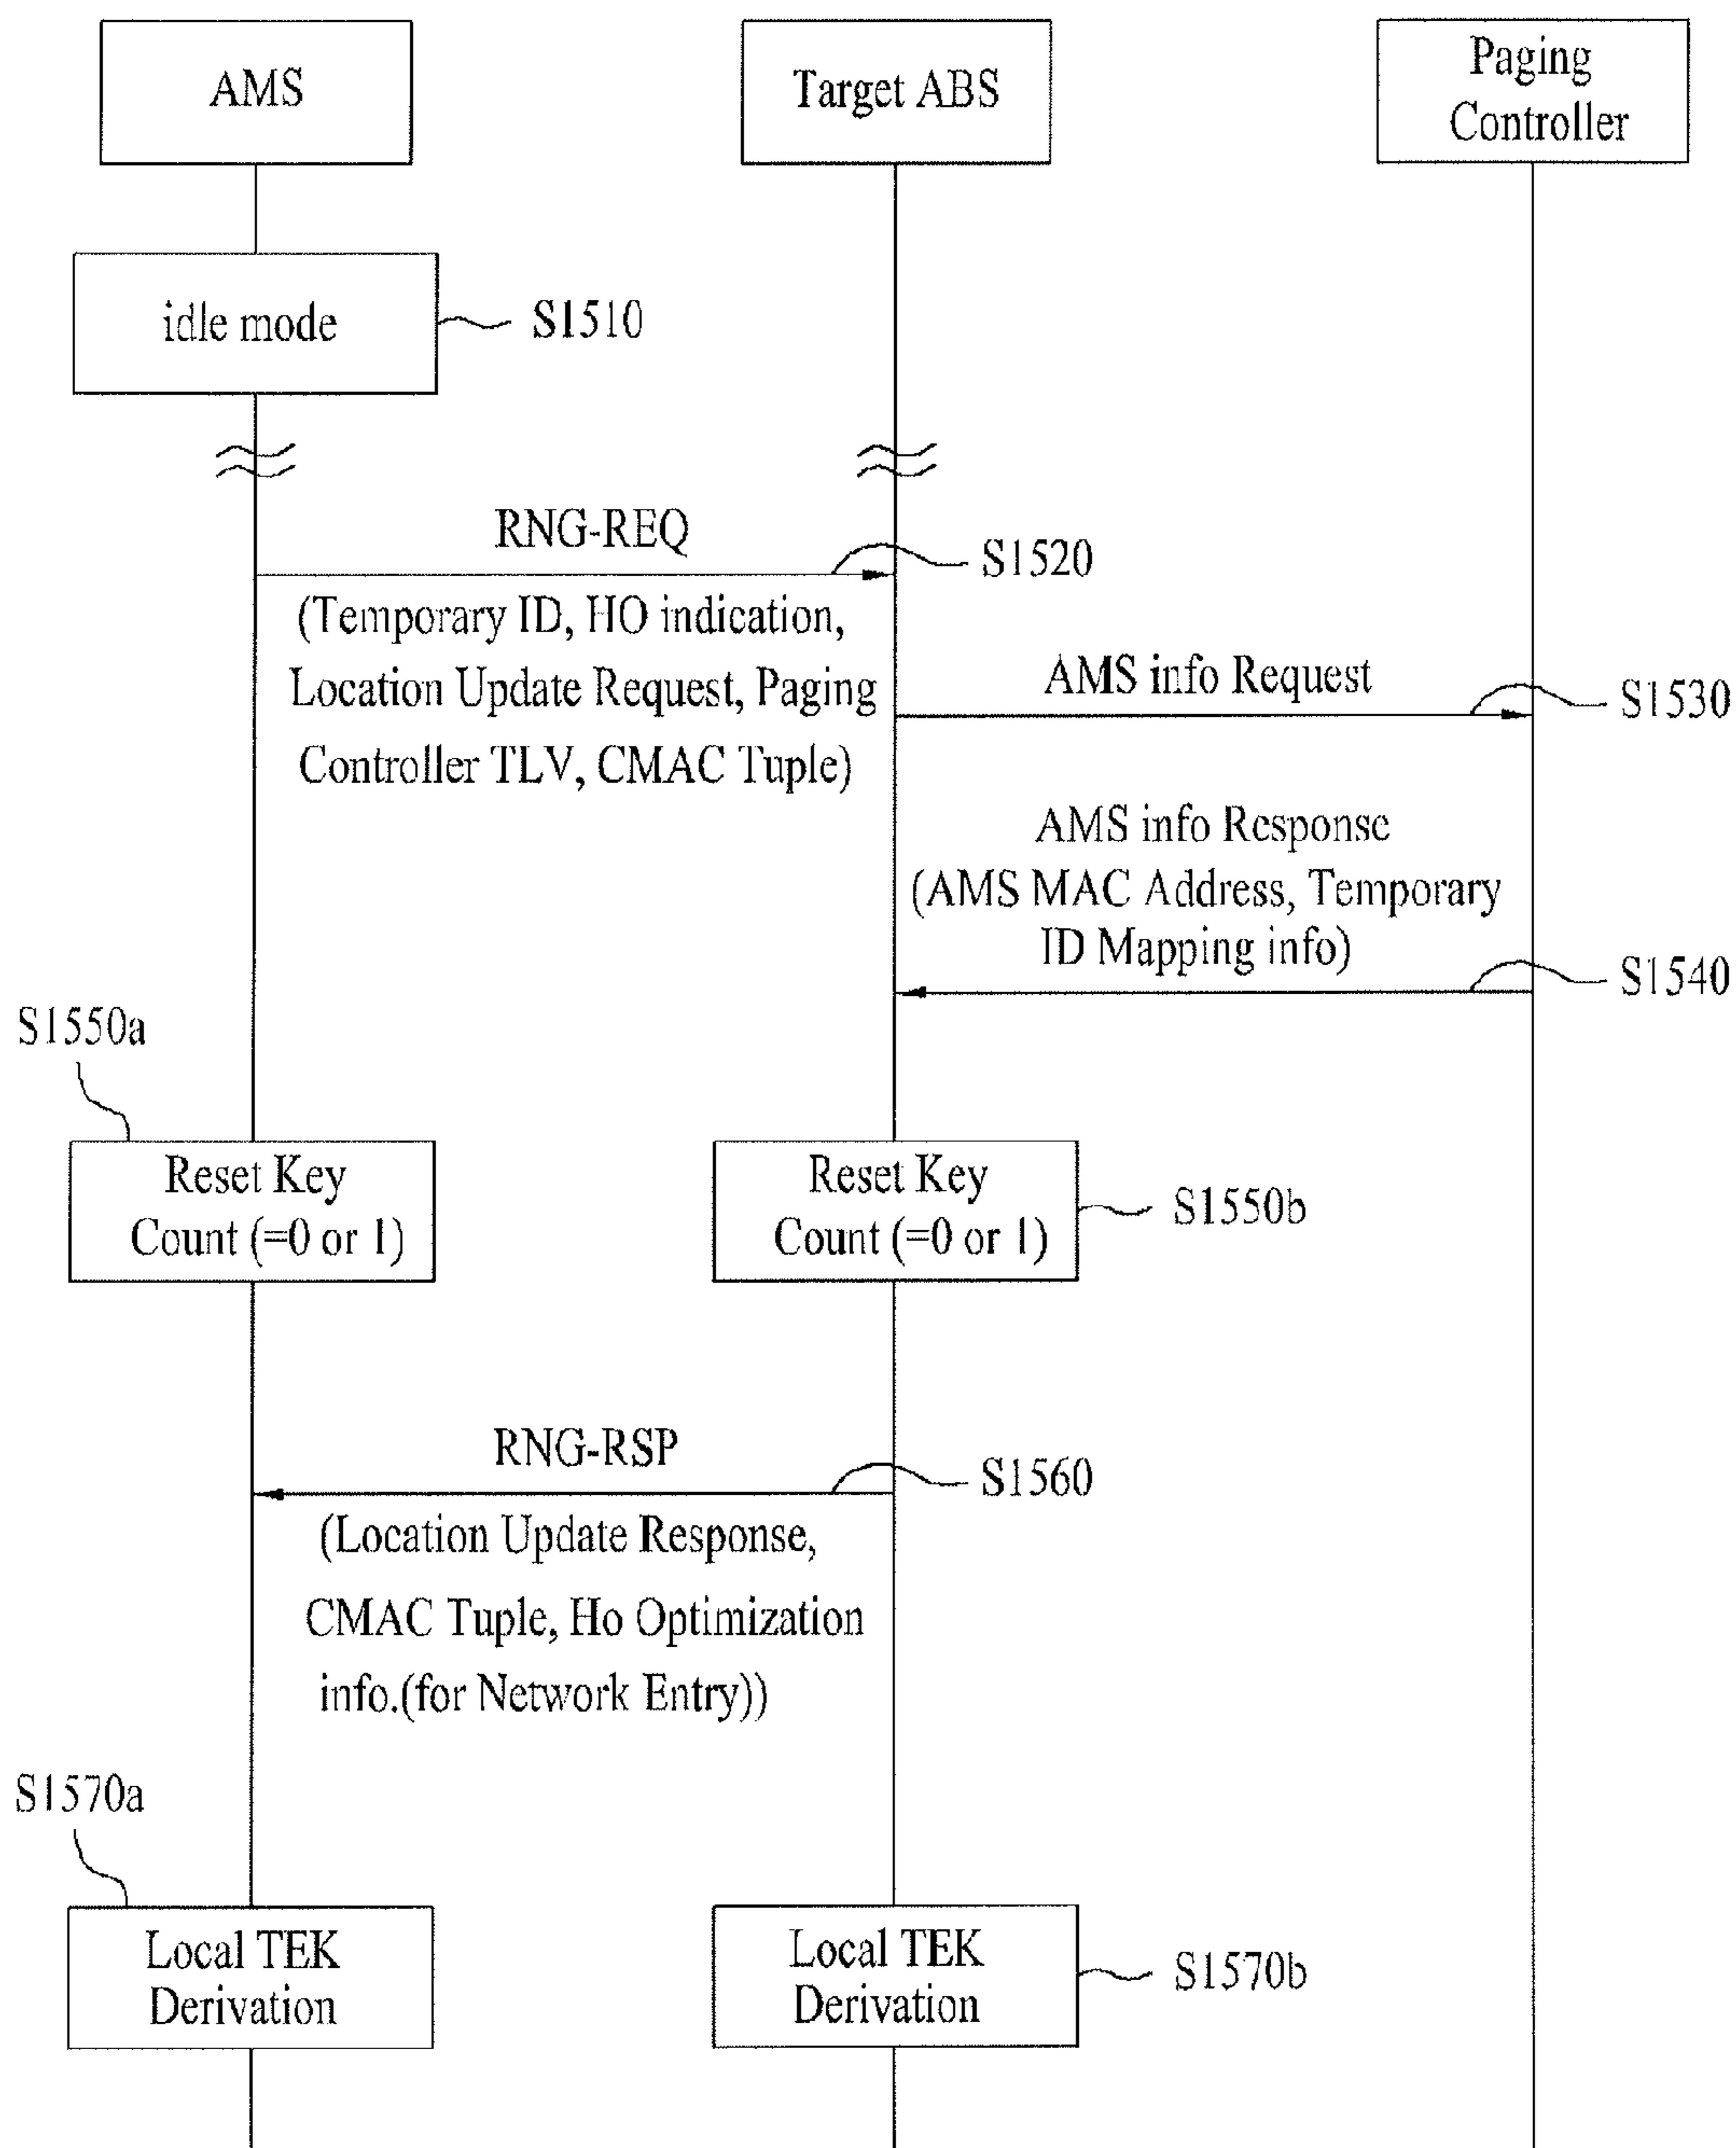 AMS
Target ABS
Paging
Controller
idle mode
S1510
RNG-REQ
S1520
(Temporary ID, HO indication,
Location Update Request, Paging
Controller TLV, CMAC Tuple)
AMS info Request
S1530
AMS info Response
(AMS MAC Address, Temporary
ID Mapping info)
S1540
S1550a
Reset Key
Count (=0 or 1)
Reset Key
Count (=0 or 1)
S1550b
RNG-RSP
S1560
(Location Update Response,
CMAC Tuple, Ho Optimization
info.(for Network Entry))
S1570a
Local TEK
Derivation
Local TEK
Derivation
S1570b